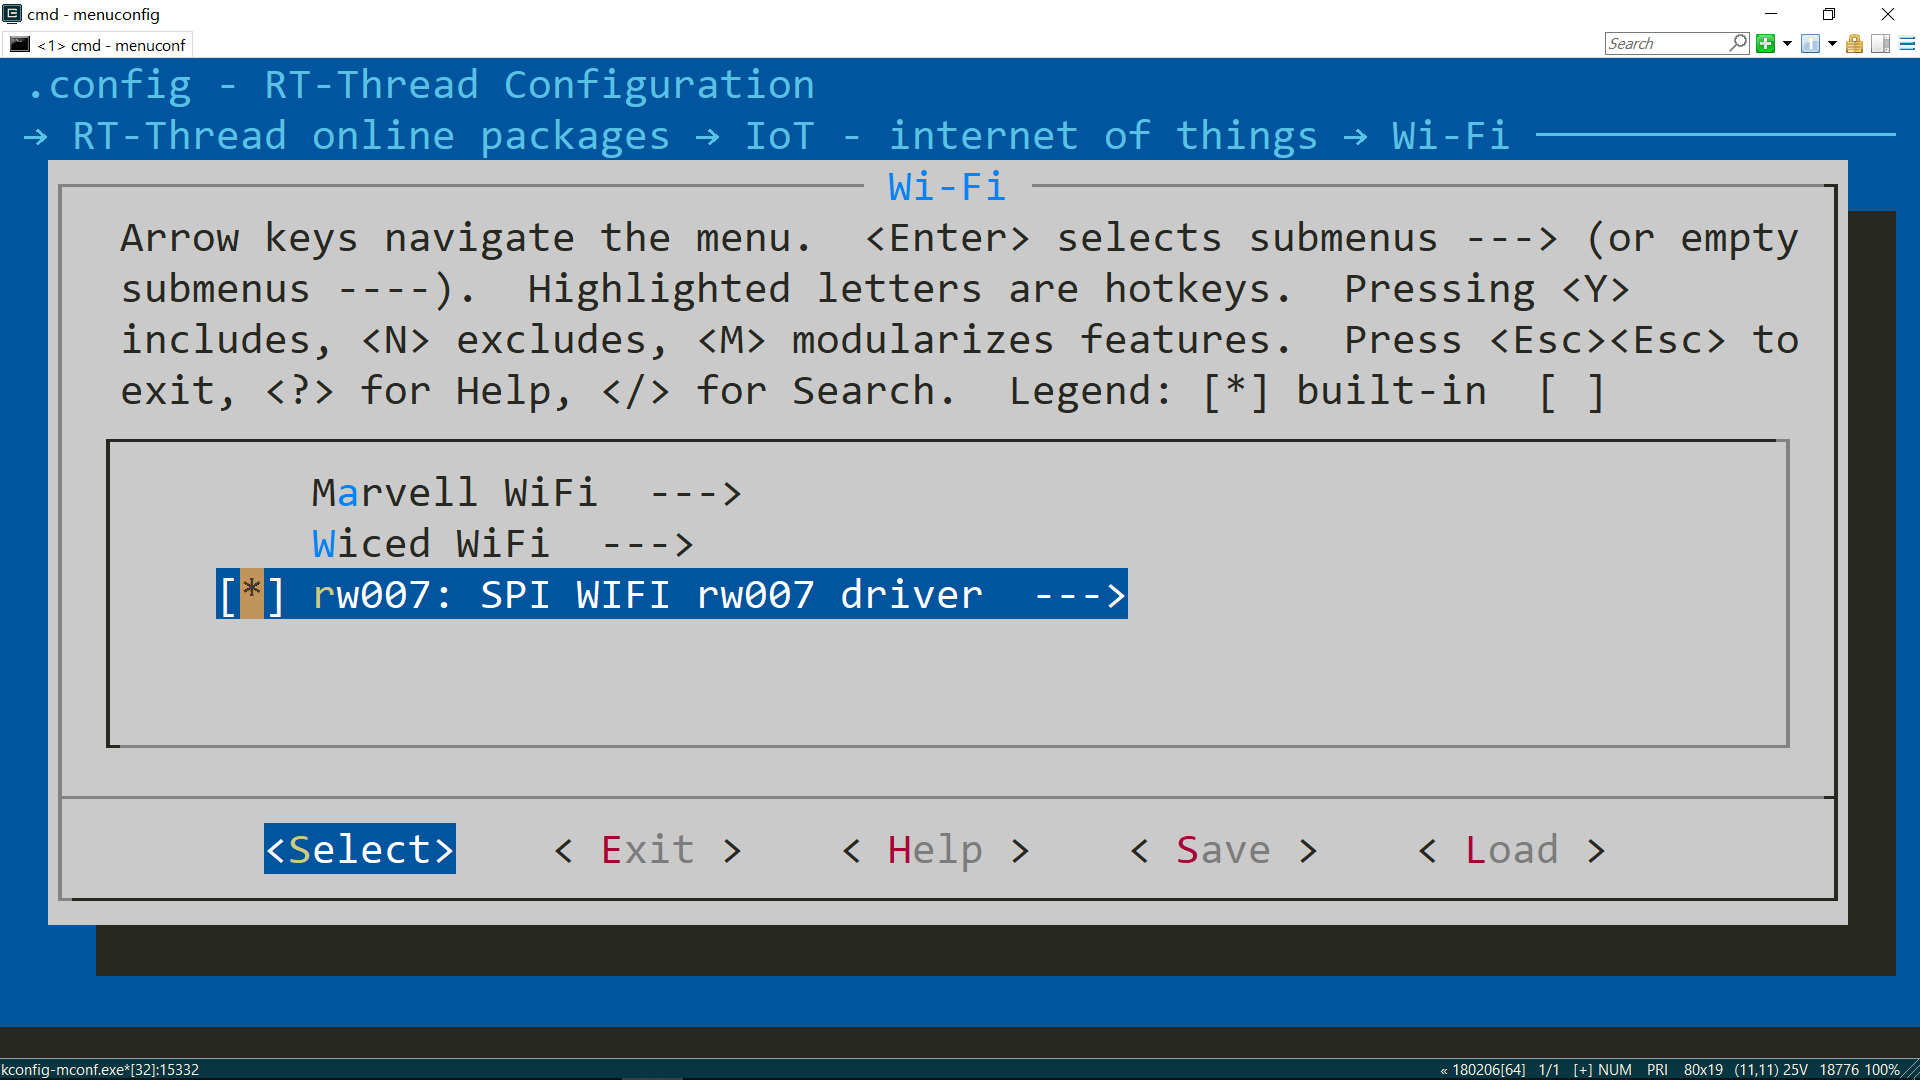 cmd - menuconfig
<1> cmd - menuconf
Search
.config - RT-Thread Configuration
→ RT-Thread online packages → IoT - internet of things → Wi-Fi
Wi-Fi
Arrow keys navigate the menu.  <Enter> selects submenus ---> (or empty
submenus ----).  Highlighted letters are hotkeys.  Pressing <Y>
includes, <N> excludes, <M> modularizes features.  Press <Esc><Esc> to
exit, <?> for Help, </> for Search.  Legend: [*] built-in  [ ]
Marvell WiFi  --->
Wiced WiFi  --->
[*] rw007: SPI WIFI rw007 driver  --->
<Select>    < Exit >    < Help >    < Save >    < Load >
kconfig-mconf.exe*[32]:15332    « 180206[64]  1/1  [+] NUM  PRI  80x19  (11,11) 25V  18776 100%